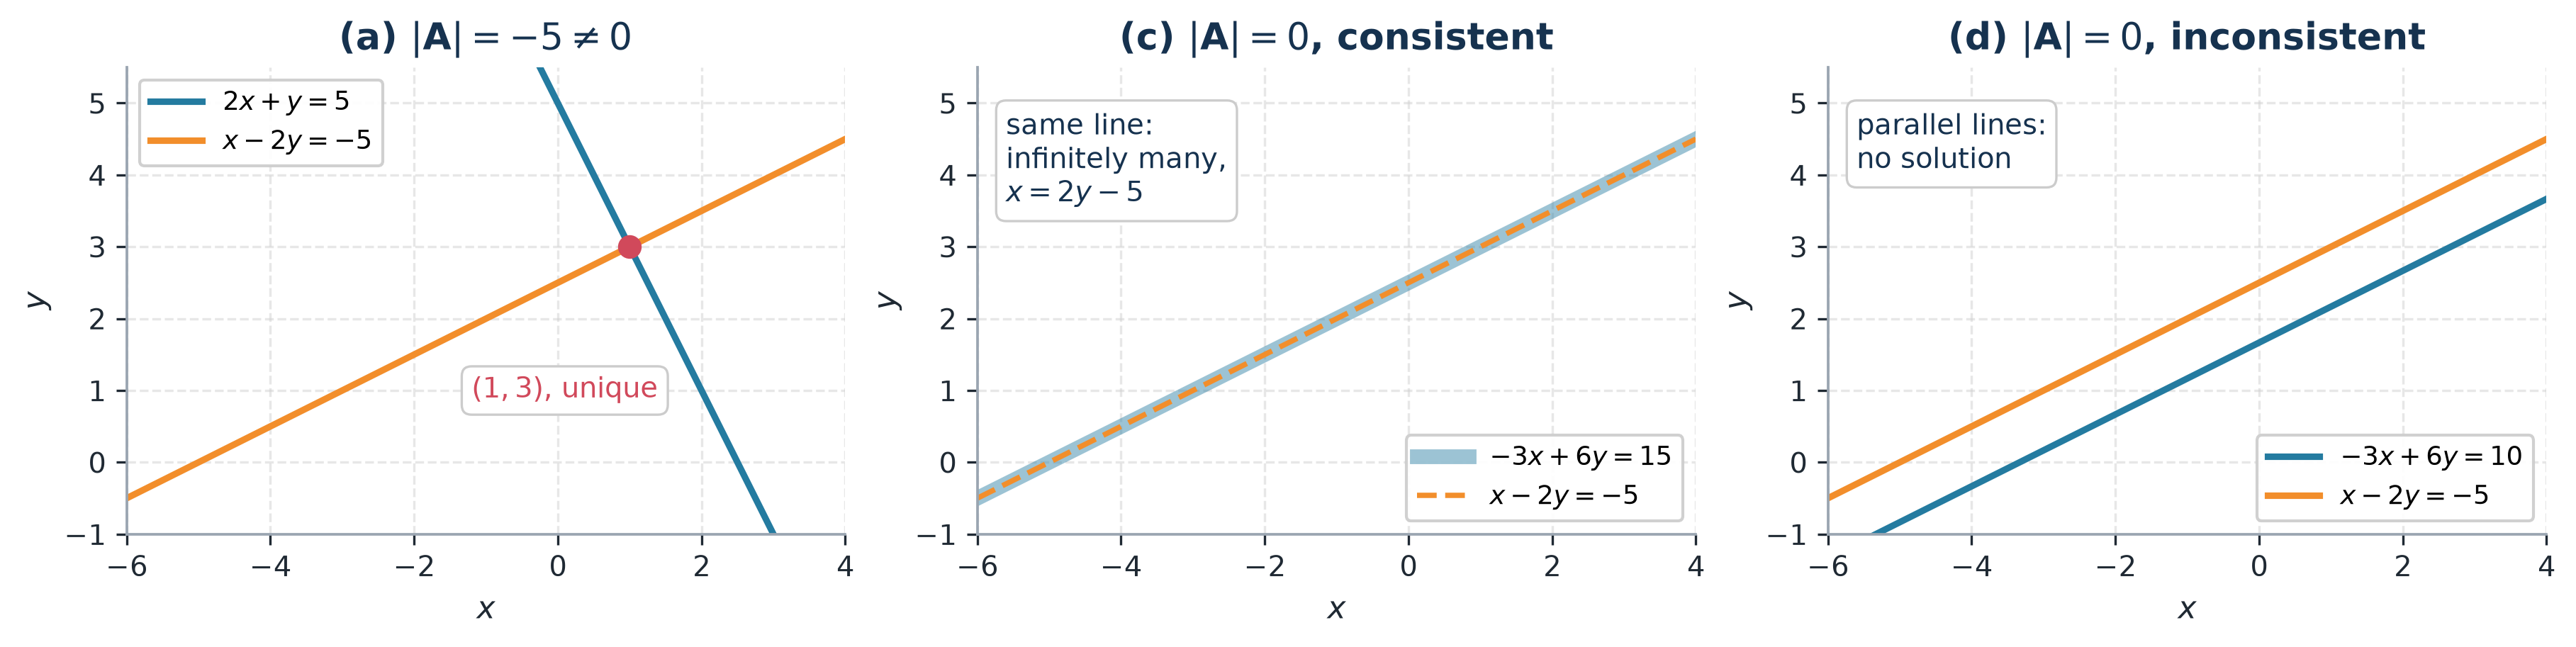 (a) |A| = −5 ≠ 0
2x + y = 5
x − 2y = −5
(1, 3), unique
5
4
3
2
1
0
−1
y
−6 −4 −2 0 2 4
x
(c) |A| = 0, consistent
same line:
infinitely many,
x = 2y − 5
−3x + 6y = 15
x − 2y = −5
5
4
3
2
1
0
−1
y
−6 −4 −2 0 2 4
x
(d) |A| = 0, inconsistent
parallel lines:
no solution
−3x + 6y = 10
x − 2y = −5
5
4
3
2
1
0
−1
y
−6 −4 −2 0 2 4
x